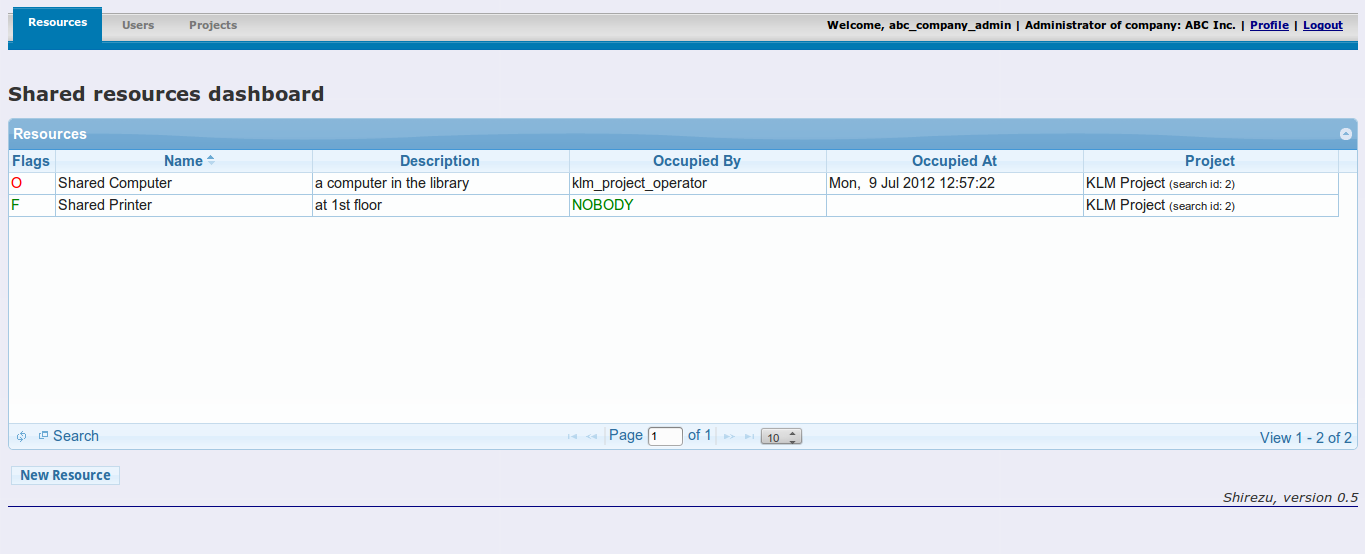 Resources Users Projects Welcome, abc_company_admin | Administrator of company: ABC Inc. | Profile | Logout
Shared resources dashboard
Resources
Flags Name Description Occupied By Occupied At Project
O Shared Computer a computer in the library klm_project_operator Mon,  9 Jul 2012 12:57:22 KLM Project (search id: 2)
F Shared Printer at 1st floor NOBODY KLM Project (search id: 2)
Search Page 1 of 1 10 View 1 - 2 of 2
New Resource
Shirezu, version 0.5